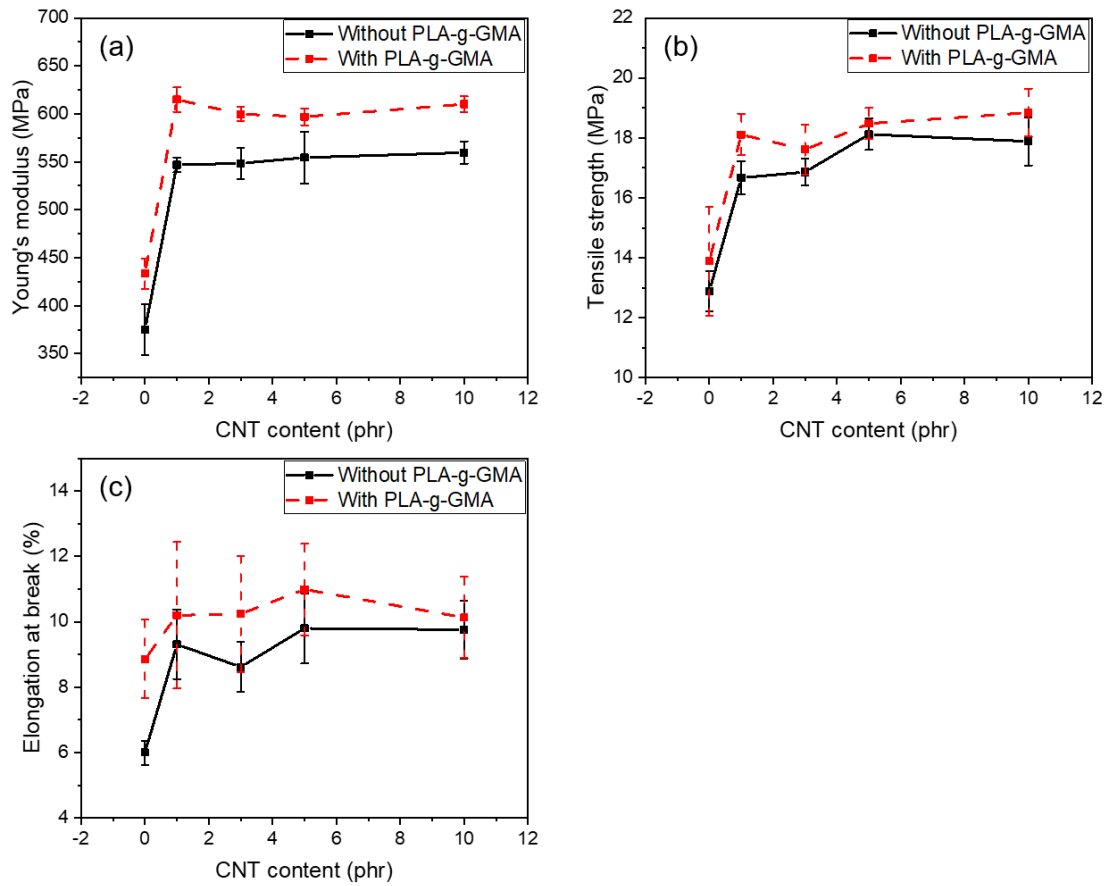 (a)
Without PLA-g-GMA
With PLA-g-GMA
Young's modulus (MPa)
700
650
600
550
500
450
400
350
-2 0 2 4 6 8 10 12
CNT content (phr)
(b)
Without PLA-g-GMA
With PLA-g-GMA
Tensile strength (MPa)
22
20
18
16
14
12
10
-2 0 2 4 6 8 10 12
CNT content (phr)
(c)
Without PLA-g-GMA
With PLA-g-GMA
Elongation at break (%)
14
12
10
8
6
4
-2 0 2 4 6 8 10 12
CNT content (phr)